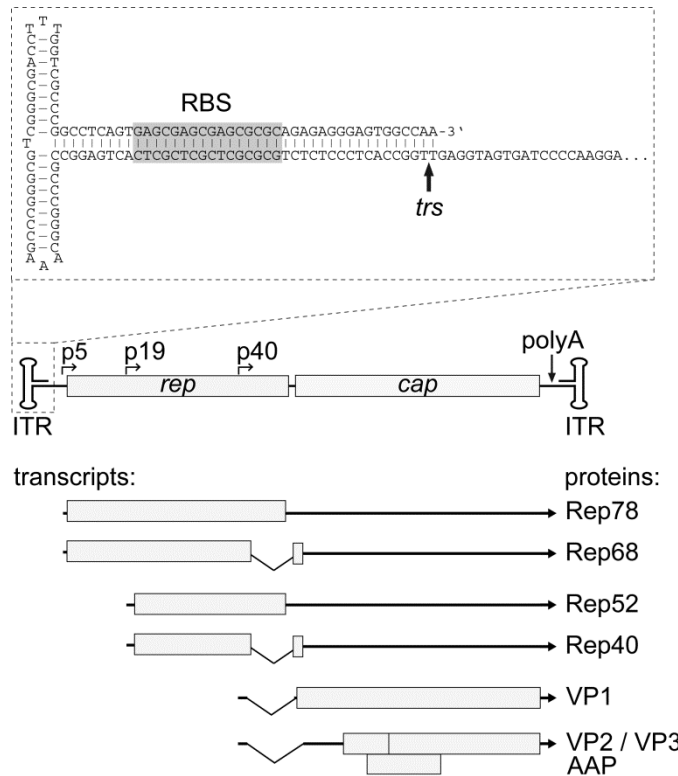 RBS
GGCCTCAGTGAGCGAGCGAGCGCGCAGAGAGGGAGTGGCCAA-3'
CCGGAGTCACTCGCTCGCTCGCGCGTCTCTCCCTCACCGGTTGAGGTAGTGATCCCCAAGGA...
trs
p5
p19
p40
polyA
rep
cap
ITR
ITR
transcripts:
proteins:
Rep78
Rep68
Rep52
Rep40
VP1
VP2 / VP3
AAP